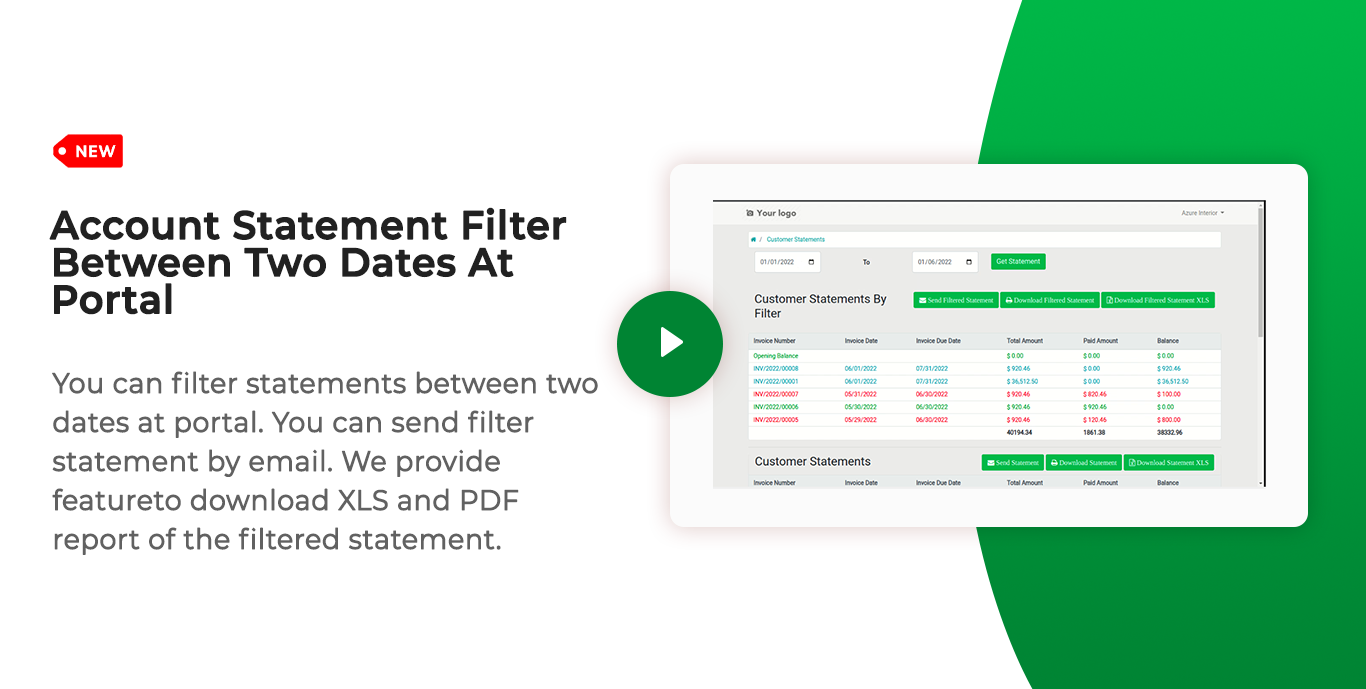 NEW
Account Statement Filter
Between Two Dates At
Portal
You can filter statements between two
dates at portal. You can send filter
statement by email. We provide
featureto download XLS and PDF
report of the filtered statement.
Your logo
Azure Interior
/ Customer Statements
01/01/2022 To 01/06/2022 Get Statement
Customer Statements By
Filter
Send Filtered Statement Download Filtered Statement Download Filtered Statement XLS
Invoice Number Invoice Date Invoice Due Date Total Amount Paid Amount Balance
Opening Balance $ 0.00 $ 0.00 $ 0.00
INV/2022/00008 06/01/2022 07/31/2022 $ 920.46 $ 0.00 $ 920.46
INV/2022/00001 06/01/2022 07/31/2022 $ 36,512.50 $ 0.00 $ 36,512.50
INV/2022/00007 05/31/2022 06/30/2022 $ 920.46 $ 820.46 $ 100.00
INV/2022/00006 05/30/2022 06/30/2022 $ 920.46 $ 920.46 $ 0.00
INV/2022/00005 05/29/2022 06/30/2022 $ 920.46 $ 120.46 $ 800.00
40194.34 1861.38 38332.96
Customer Statements Send Statement Download Statement Download Statement XLS
Invoice Number Invoice Date Invoice Due Date Total Amount Paid Amount Balance